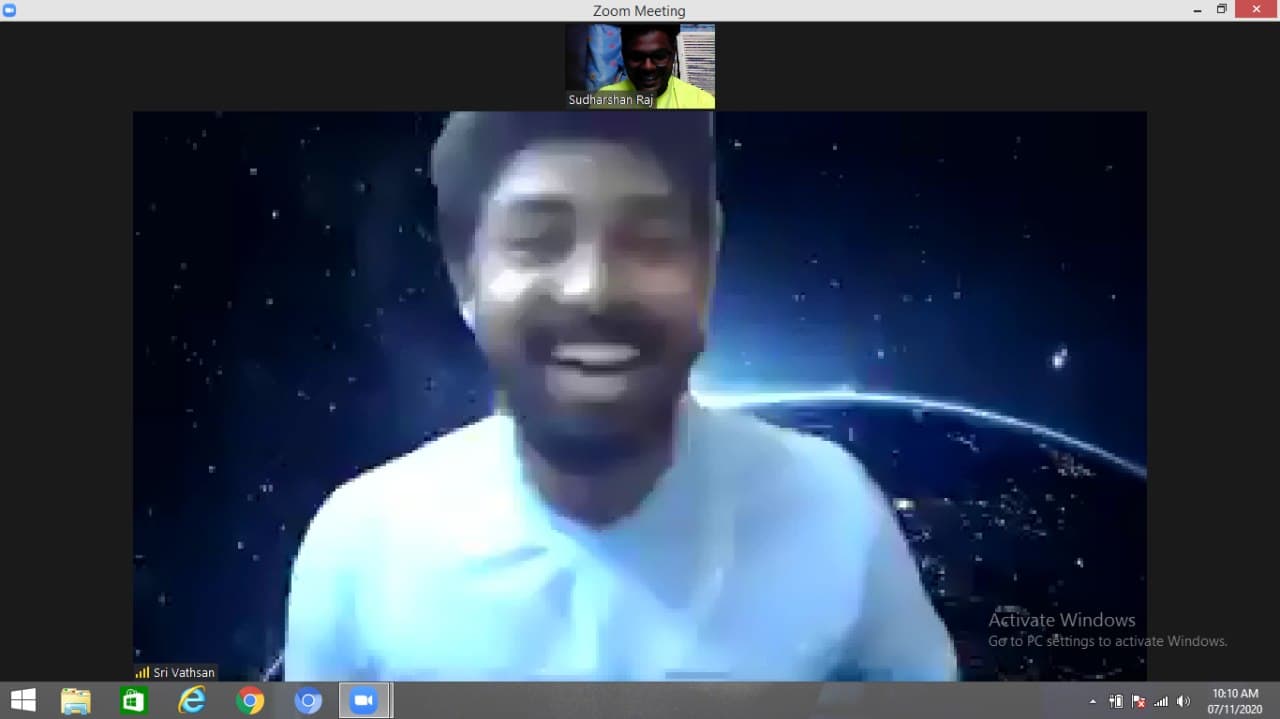 Zoom Meeting
Sudharshan Raj
Sri Vathsan
Activate Windows
Go to PC settings to activate Windows.
10:10 AM
07/11/2020